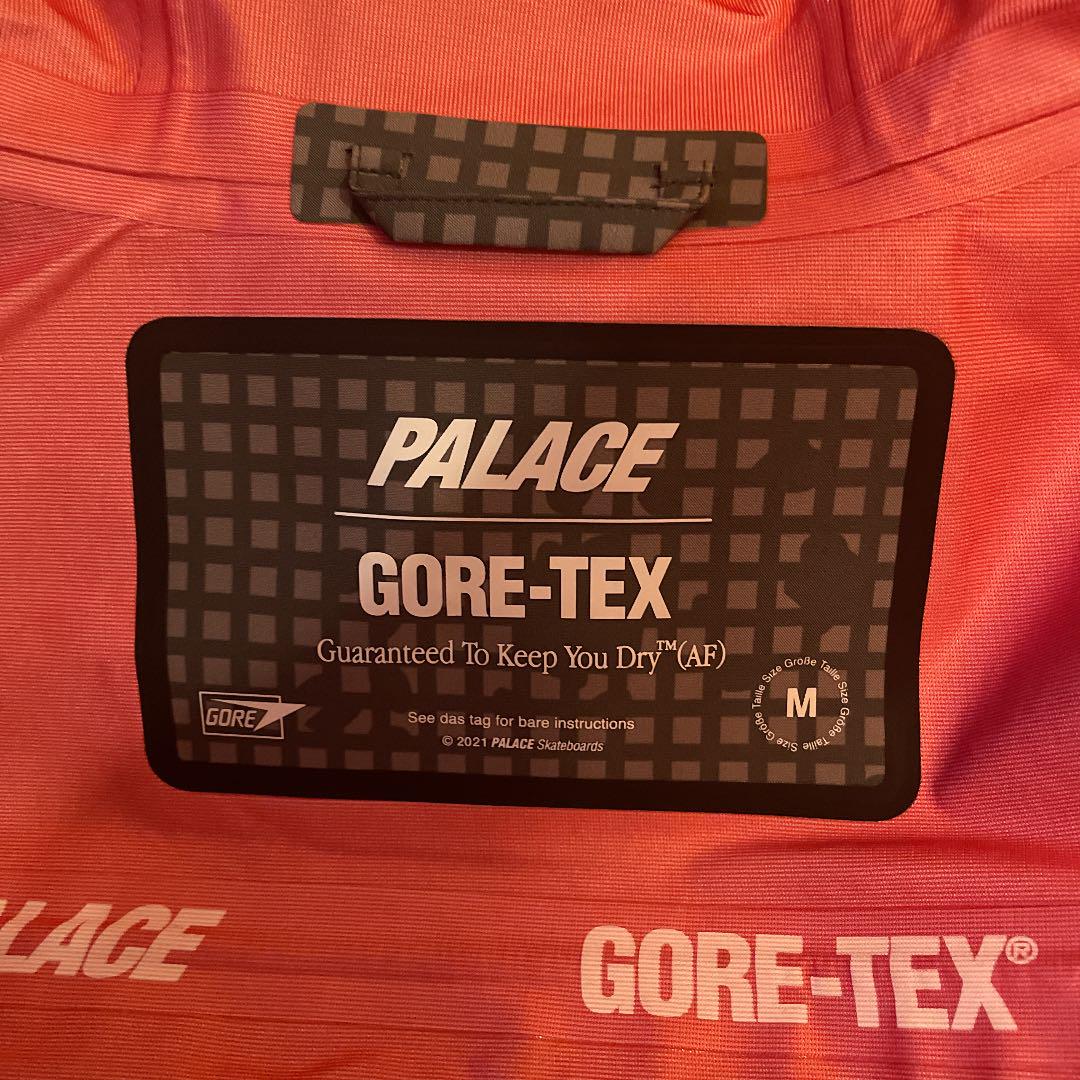 PALACE
GORE-TEX
Guaranteed To Keep You Dry™(AF)
GORE
See das tag for bare instructions
© 2021 PALACE Skateboards
M
Size Größe Taille Size Größe Taille Size Größe Taille
LACE
GORE-TEX®